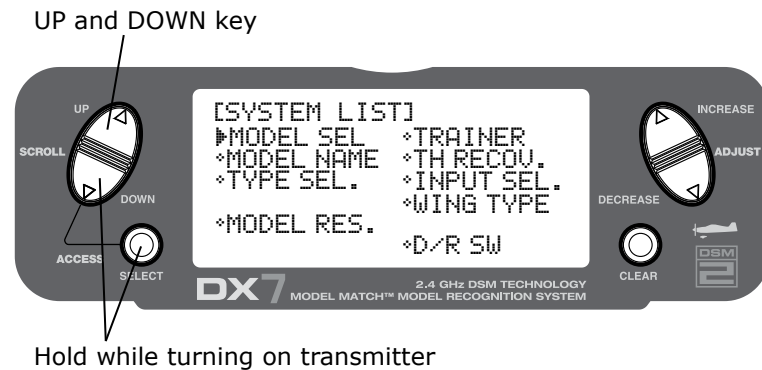 UP and DOWN key
UP
SCROLL
DOWN
ACCESS
SELECT
[SYSTEM LIST]
MODEL SEL
MODEL NAME
TYPE SEL.
MODEL RES.
TRAINER
TH RECOV.
INPUT SEL.
WING TYPE
D/R SW
INCREASE
ADJUST
DECREASE
CLEAR
DSM
2
DX7
2.4 GHz DSM TECHNOLOGY
MODEL MATCH™ MODEL RECOGNITION SYSTEM
Hold while turning on transmitter